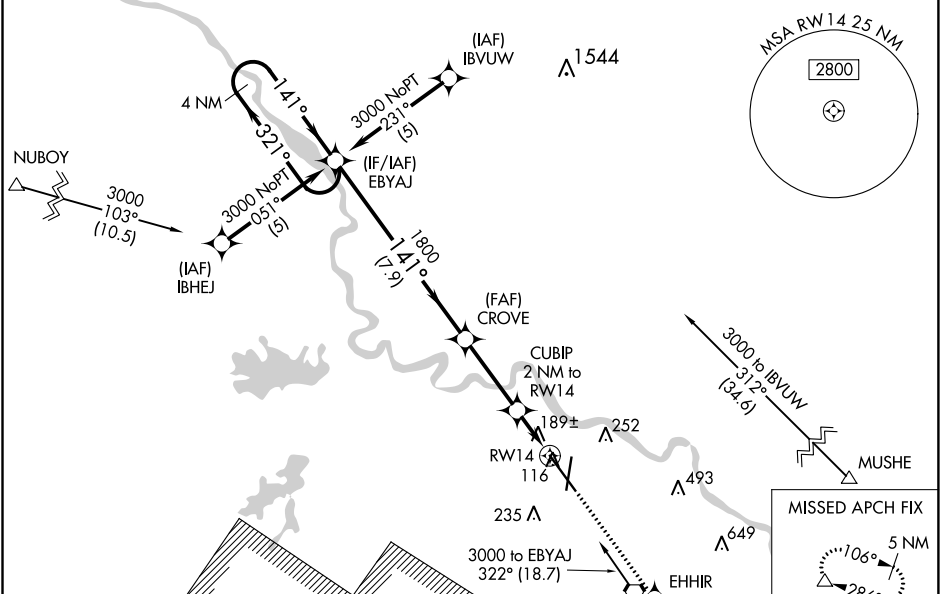 MSA RW14 25 NM
2800
(IAF)
IBVUW
1544
3000 NoPT
231°
(5)
4 NM
141°
321°
(IF/IAF)
EBYAJ
NUBOY
3000
103°
(10.5)
3000 NoPT
051°
(5)
(IAF)
IBHEJ
1800
141°
(7.9)
(FAF)
CROVE
CUBIP
2 NM to
RW14
3000 to IBVUW
312°
(34.6)
189±
252
RW14
116
MUSHE
493
235
649
3000 to EBYAJ
322° (18.7)
EHHIR
MISSED APCH FIX
5 NM
106°